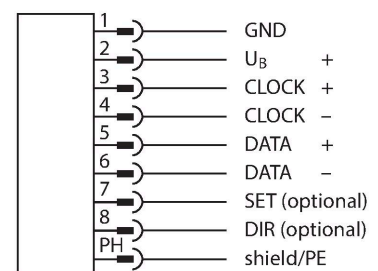 1 GND
2 U_B +
3 CLOCK +
4 CLOCK –
5 DATA +
6 DATA –
7 SET (optional)
8 DIR (optional)
PH shield/PE